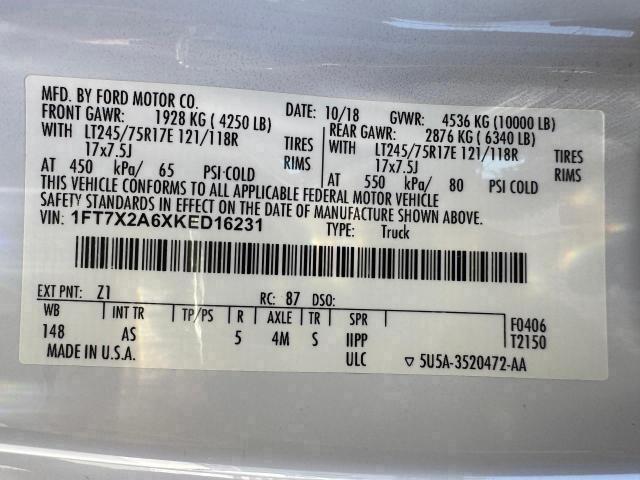 MFD. BY FORD MOTOR CO.
DATE: 10/18 GVWR: 4536 KG (10000 LB)
FRONT GAWR: 1928 KG (4250 LB)
REAR GAWR: 2876 KG (6340 LB)
WITH LT245/75R17E 121/118R TIRES
WITH LT245/75R17E 121/118R TIRES
17x7.5J RIMS
17x7.5J RIMS
AT 450 kPa/ 65 PSI COLD
AT 550 kPa/ 80 PSI COLD
THIS VEHICLE CONFORMS TO ALL APPLICABLE FEDERAL MOTOR VEHICLE
SAFETY STANDARDS IN EFFECT ON THE DATE OF MANUFACTURE SHOWN ABOVE.
VIN: 1FT7X2A6XKED16231 TYPE: Truck
EXT PNT: Z1 RC: 87 DSO:
WB INT TR TP/PS R AXLE TR SPR F0406
148 AS 5 4M S IIPP T2150
MADE IN U.S.A. ULC ▽ 5U5A-3520472-AA